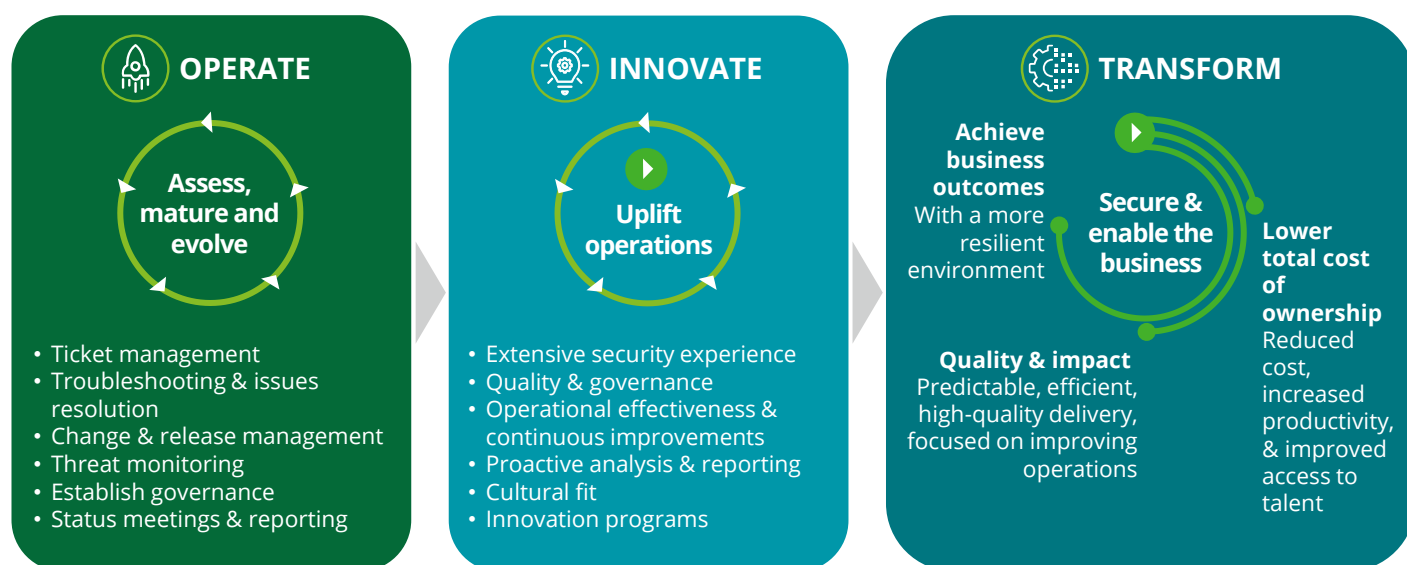 OPERATE
Assess,
mature and
evolve
• Ticket management
• Troubleshooting & issues
resolution
• Change & release management
• Threat monitoring
• Establish governance
• Status meetings & reporting
INNOVATE
Uplift
operations
• Extensive security experience
• Quality & governance
• Operational effectiveness &
continuous improvements
• Proactive analysis & reporting
• Cultural fit
• Innovation programs
TRANSFORM
Achieve
business
outcomes
With a more
resilient
environment
Secure &
enable the
business
Lower
total cost
of
ownership
Reduced
cost,
increased
productivity,
& improved
access to
talent
Quality & impact
Predictable, efficient,
high-quality delivery,
focused on improving
operations